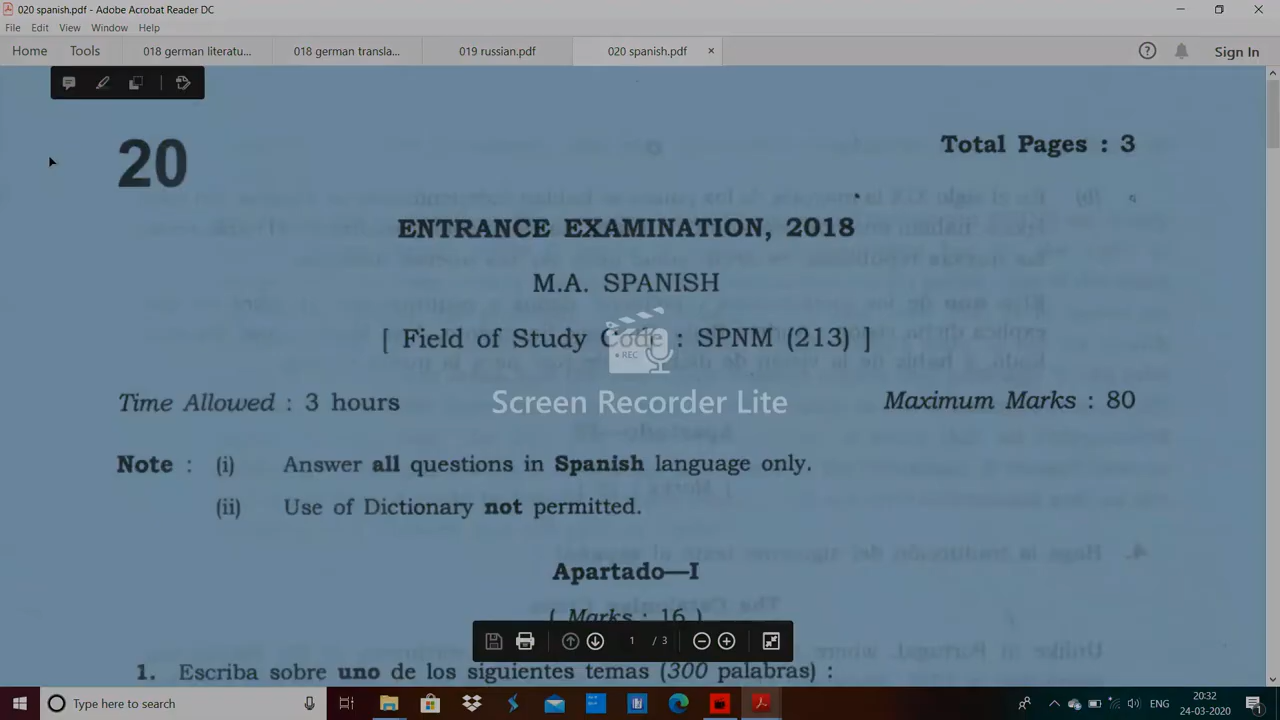 020 spanish.pdf - Adobe Acrobat Reader DC
File Edit View Window Help
Home Tools 018 german literatu... 018 german transla... 019 russian.pdf 020 spanish.pdf × Sign In
20
Total Pages : 3
ENTRANCE EXAMINATION, 2018
M.A. SPANISH
[ Field of Study Code : SPNM (213) ]
REC
Time Allowed : 3 hours
Screen Recorder Lite
Maximum Marks : 80
Note : (i) Answer all questions in Spanish language only.
(ii) Use of Dictionary not permitted.
Apartado—I
( Marks : 16 )
1 / 3
1. Escriba sobre uno de los siguientes temas (300 palabras) :
Type here to search
ENG
20:32
24-03-2020
1